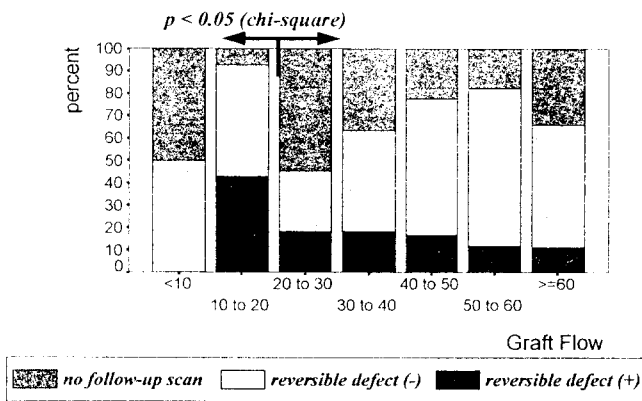 p < 0.05 (chi-square)
percent
100
90
80
70
60
50
40
30
20
10
0
<10
10 to 20
20 to 30
30 to 40
40 to 50
50 to 60
>=60
Graft Flow
no follow-up scan reversible defect (-) reversible defect (+)